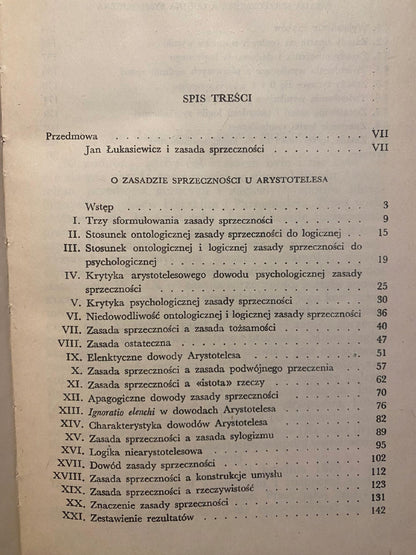 SPIS TREŚCI
Przedmowa . . . . . . . . . . . . . . . . . VII
Jan Łukasiewicz i zasada sprzeczności . . . . . . . VII
O ZASADZIE SPRZECZNOŚCI U ARYSTOTELESA
Wstęp . . . . . . . . . . . . . . . . . 3
I. Trzy sformułowania zasady sprzeczności . . . . . . 9
II. Stosunek ontologicznej zasady sprzeczności do logicznej . . 15
III. Stosunek ontologicznej i logicznej zasady sprzeczności do
psychologicznej . . . . . . . . . . . . . . 19
IV. Krytyka arystotelesowego dowodu psychologicznej zasady
sprzeczności . . . . . . . . . . . . . . . 25
V. Krytyka psychologicznej zasady sprzeczności . . . . . 30
VI. Niedowodliwość ontologicznej i logicznej zasady sprzeczności 36
VII. Zasada sprzeczności a zasada tożsamości . . . . . . 40
VIII. Zasada ostateczna . . . . . . . . . . . . . 47
IX. Elenktyczne dowody Arystotelesa . . . . . . . . 51
X. Zasada sprzeczności a zasada podwójnego przeczenia . . 57
XI. Zasada sprzeczności a «istota» rzeczy . . . . . . . 62
XII. Apagogiczne dowody zasady sprzeczności . . . . . . 70
XIII. Ignoratio elenchi w dowodach Arystotelesa . . . . . . 76
XIV. Charakterystyka dowodów Arystotelesa . . . . . . 82
XV. Zasada sprzeczności a zasada sylogizmu . . . . . . 89
XVI. Logika niearystotelesowa . . . . . . . . . . 95
XVII. Dowód zasady sprzeczności . . . . . . . . . . 102
XVIII. Zasada sprzeczności a konstrukcje umysłu . . . . . 112
XIX. Zasada sprzeczności a rzeczywistość . . . . . . . 123
XX. Znaczenie zasady sprzeczności . . . . . . . . . 131
XXI. Zestawienie rezultatów . . . . . . . . . . . 142